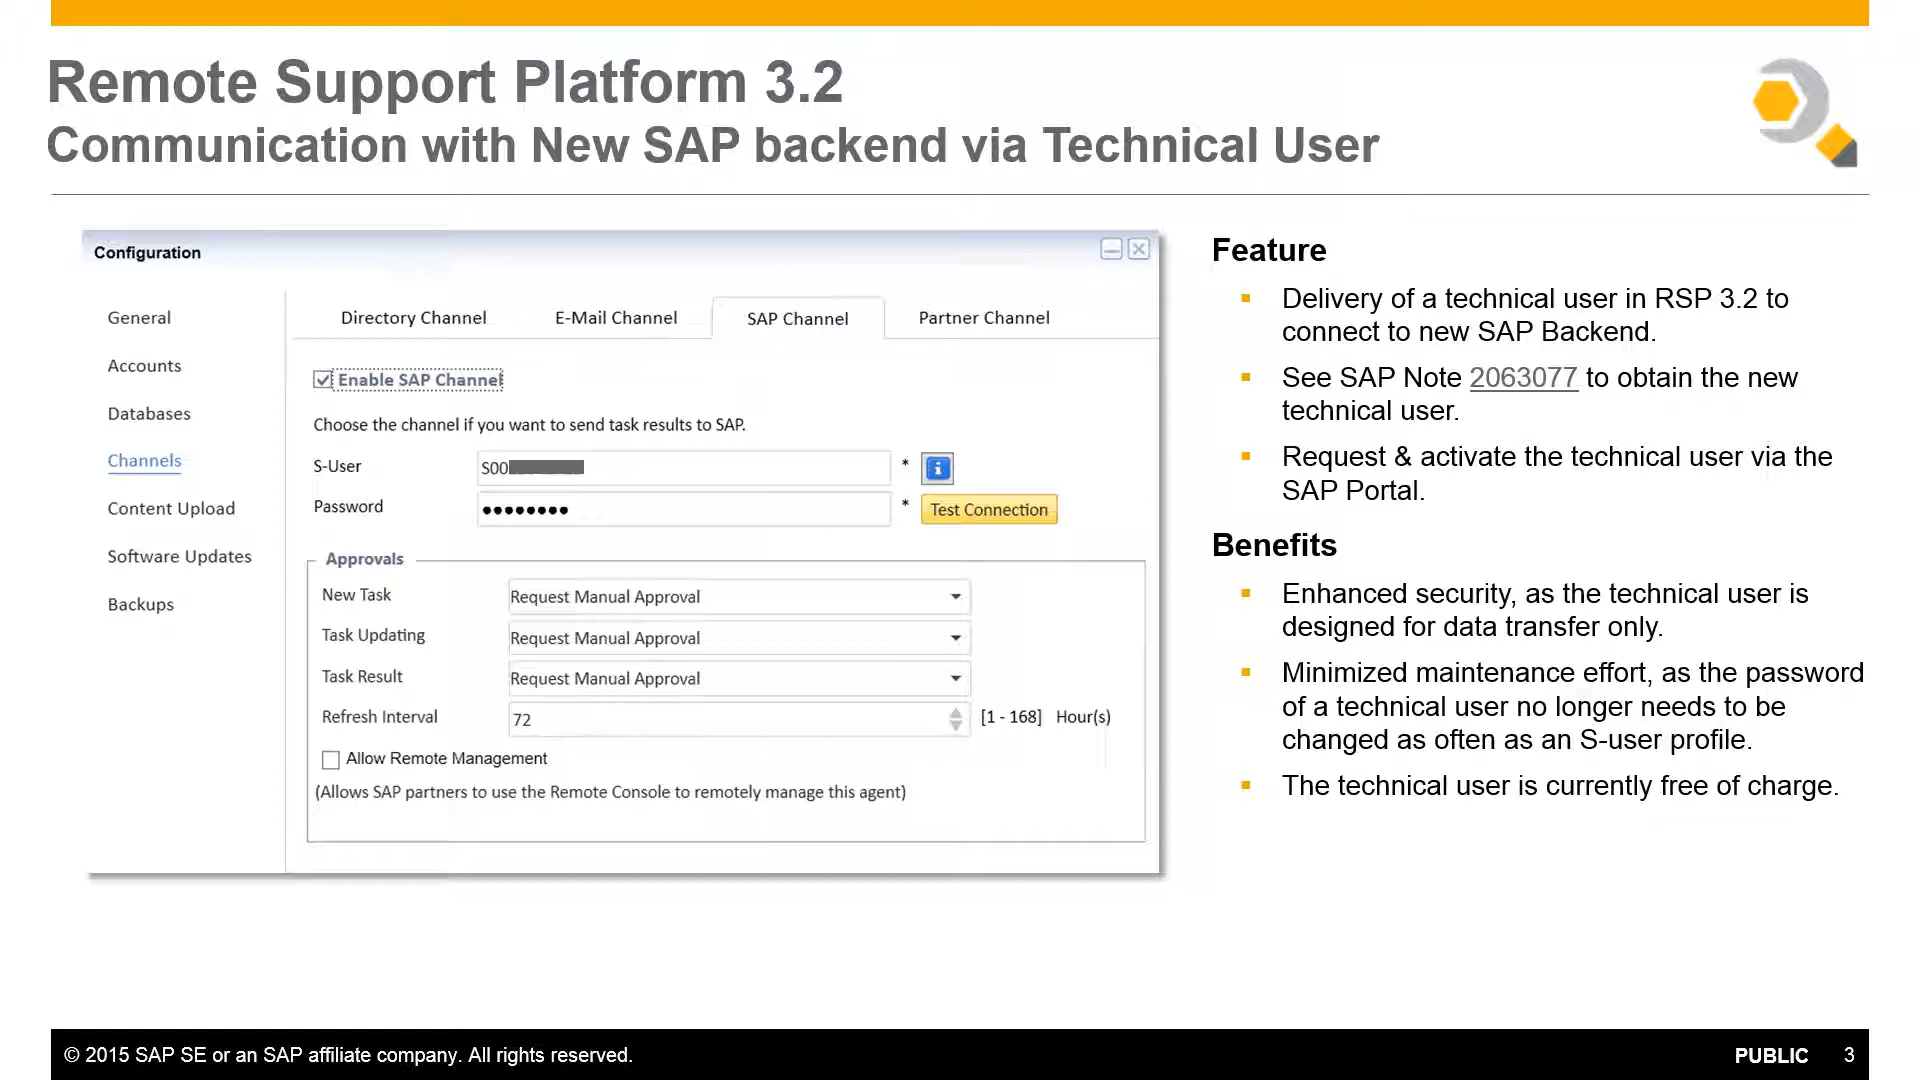 Remote Support Platform 3.2
Communication with New SAP backend via Technical User
Configuration
General
Accounts
Databases
Channels
Content Upload
Software Updates
Backups
Directory Channel
E-Mail Channel
SAP Channel
Partner Channel
Enable SAP Channel
Choose the channel if you want to send task results to SAP.
S-User
S00
*
Password
●●●●●●●●
*
Test Connection
Approvals
New Task
Request Manual Approval
Task Updating
Request Manual Approval
Task Result
Request Manual Approval
Refresh Interval
72
[1 - 168] Hour(s)
Allow Remote Management
(Allows SAP partners to use the Remote Console to remotely manage this agent)
Feature
▪ Delivery of a technical user in RSP 3.2 to
connect to new SAP Backend.
▪ See SAP Note 2063077 to obtain the new
technical user.
▪ Request & activate the technical user via the
SAP Portal.
Benefits
▪ Enhanced security, as the technical user is
designed for data transfer only.
▪ Minimized maintenance effort, as the password
of a technical user no longer needs to be
changed as often as an S-user profile.
▪ The technical user is currently free of charge.
© 2015 SAP SE or an SAP affiliate company. All rights reserved.
PUBLIC
3